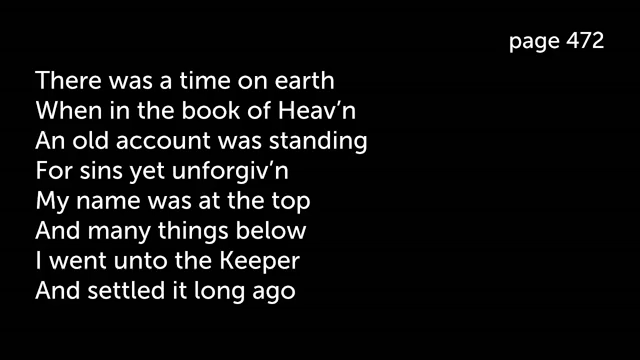 page 472
There was a time on earth
When in the book of Heav’n
An old account was standing
For sins yet unforgiv’n
My name was at the top
And many things below
I went unto the Keeper
And settled it long ago